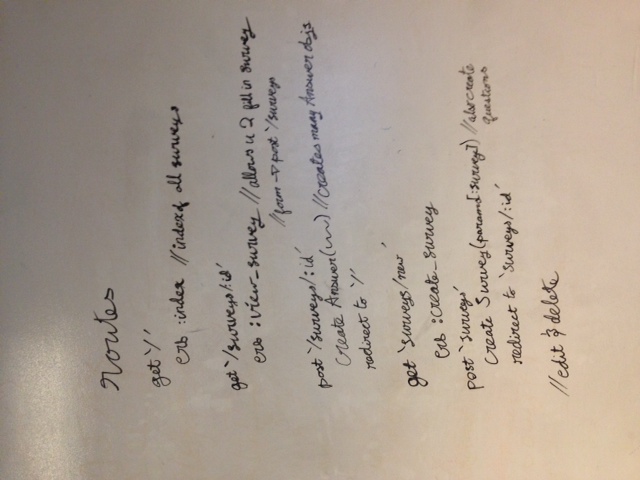 routes
get '/'
erb :index //index of all surveys
get '/surveys/:id'
erb :view_survey //allows u 2 fill in survey
//form -> post '/surveys
post '/surveys/:id'
Create Answer(~~) //creates many Answer objs
redirect to '/'
get 'surveys/new'
erb :create_survey
post 'surveys'
Create Survey(params[:survey]) //also create
questions
redirect to 'surveys/:id'
//edit & delete